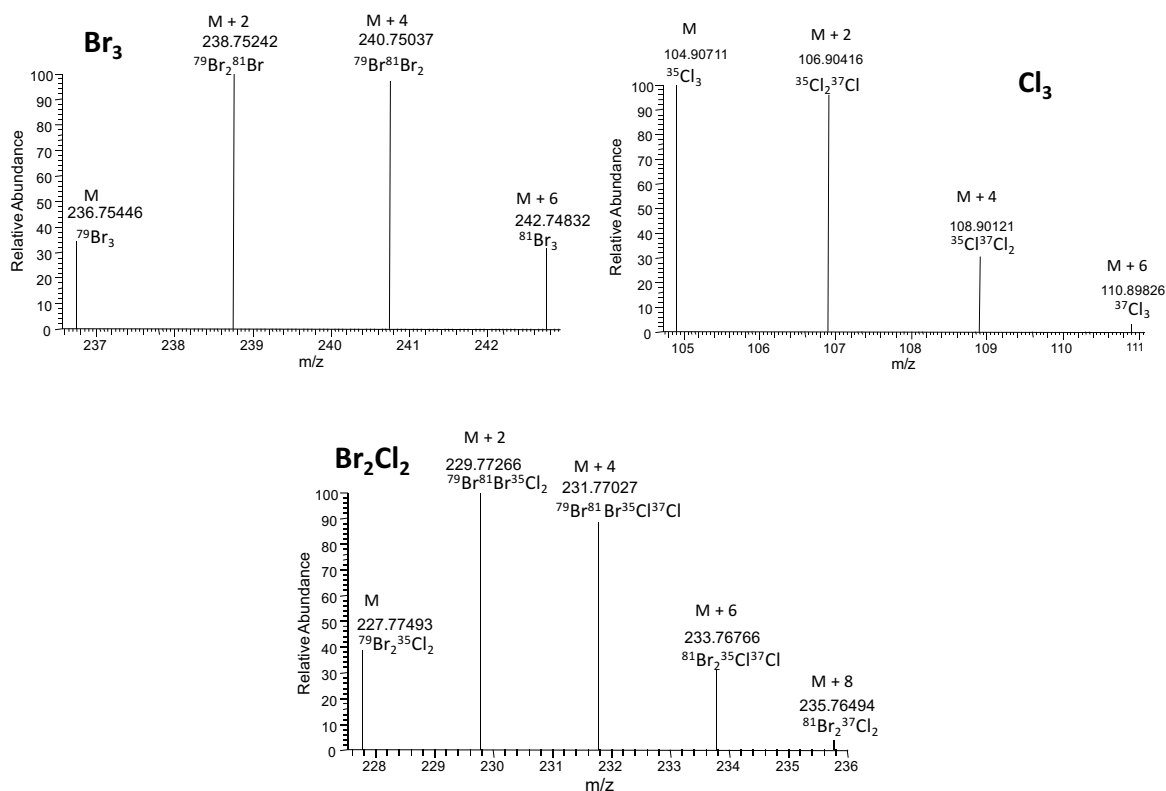 Br₃
M + 2
238.75242
⁷⁹Br₂⁸¹Br
M + 4
240.75037
⁷⁹Br⁸¹Br₂
M
236.75446
⁷⁹Br₃
M + 6
242.74832
⁸¹Br₃
Relative Abundance
100
90
80
70
60
50
40
30
20
10
0
237 238 239 240 241 242
m/z
Cl₃
M
104.90711
³⁵Cl₃
M + 2
106.90416
³⁵Cl₂³⁷Cl
M + 4
108.90121
³⁵Cl³⁷Cl₂
M + 6
110.89826
³⁷Cl₃
Relative Abundance
100
90
80
70
60
50
40
30
20
10
0
105 106 107 108 109 110 111
m/z
Br₂Cl₂
M + 2
229.77266
⁷⁹Br⁸¹Br³⁵Cl₂
M + 4
231.77027
⁷⁹Br⁸¹Br³⁵Cl³⁷Cl
M
227.77493
⁷⁹Br₂³⁵Cl₂
M + 6
233.76766
⁸¹Br₂³⁵Cl³⁷Cl
M + 8
235.76494
⁸¹Br₂³⁷Cl₂
Relative Abundance
100
90
80
70
60
50
40
30
20
10
0
228 229 230 231 232 233 234 235 236
m/z